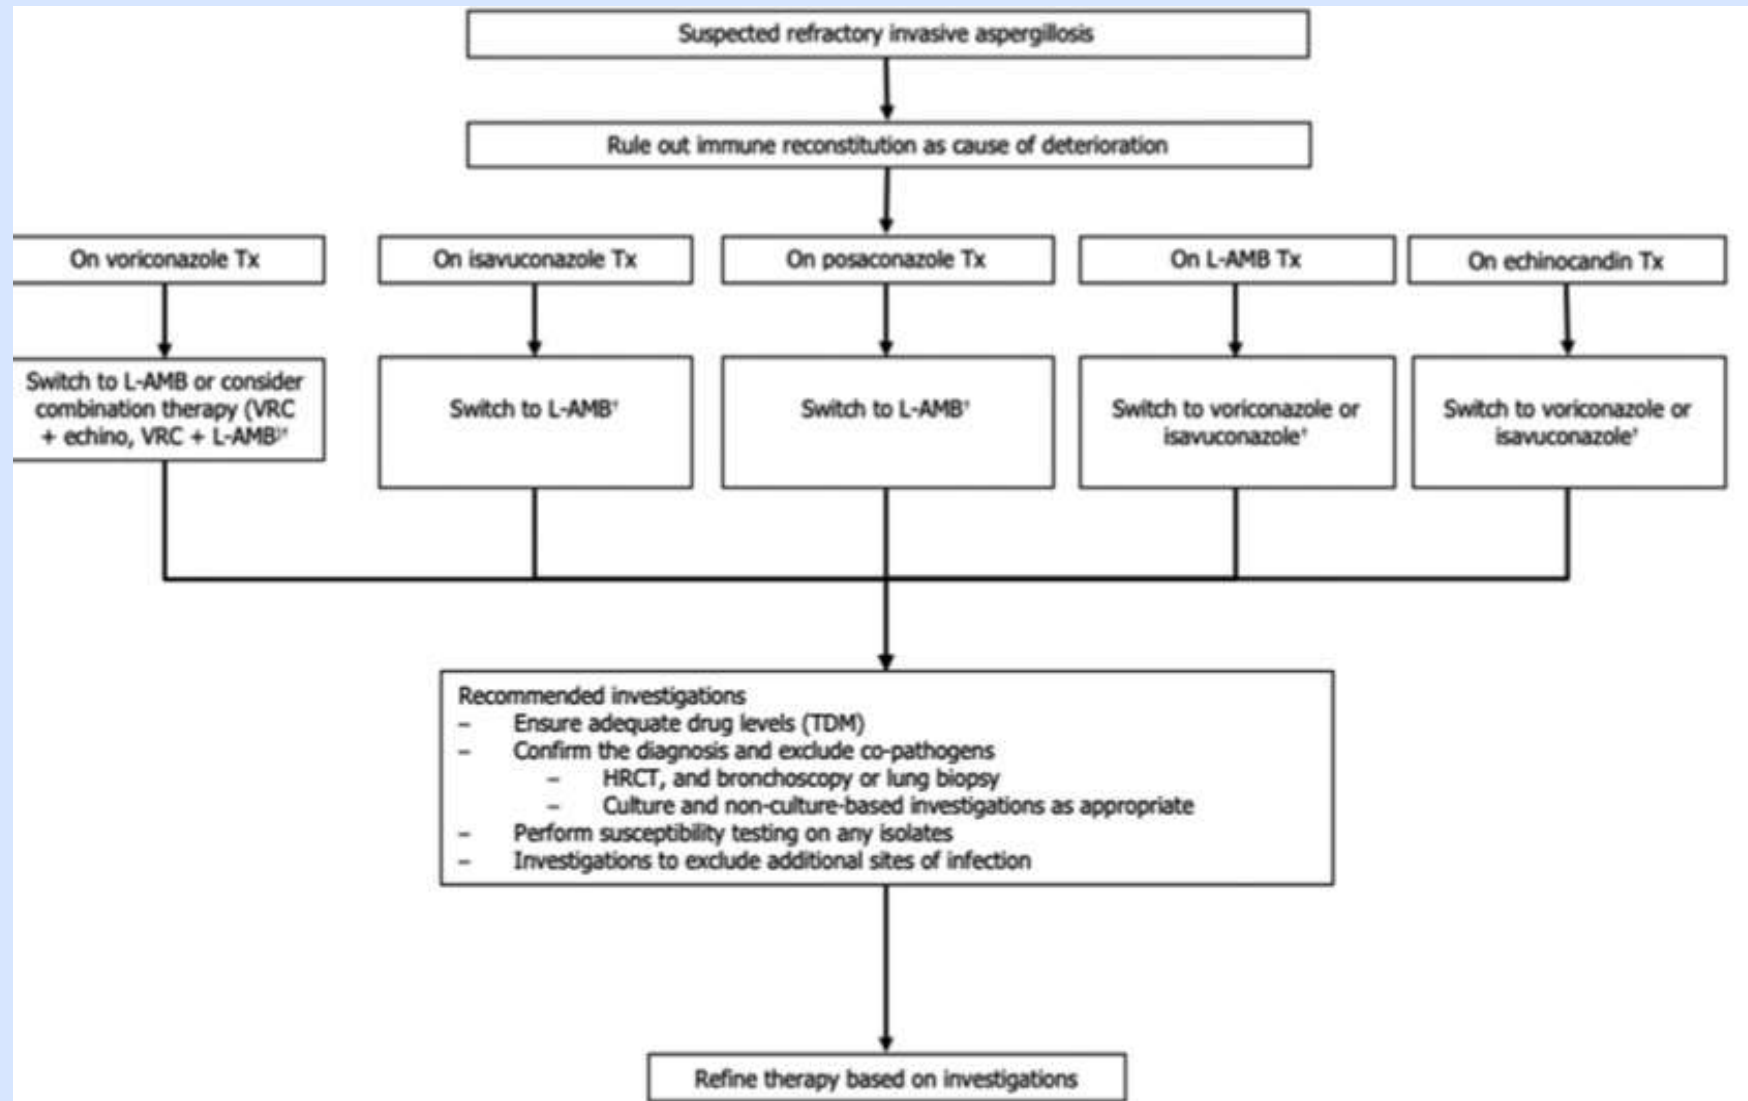 Suspected refractory invasive aspergillosis
Rule out immune reconstitution as cause of deterioration
On voriconazole Tx
On isavuconazole Tx
On posaconazole Tx
On L-AMB Tx
On echinocandin Tx
Switch to L-AMB or consider
combination therapy (VRC
+ echino, VRC + L-AMB)†
Switch to L-AMB†
Switch to L-AMB†
Switch to voriconazole or
isavuconazole†
Switch to voriconazole or
isavuconazole†
Recommended investigations
– Ensure adequate drug levels (TDM)
– Confirm the diagnosis and exclude co-pathogens
– HRCT, and bronchoscopy or lung biopsy
– Culture and non-culture-based investigations as appropriate
– Perform susceptibility testing on any isolates
– Investigations to exclude additional sites of infection
Refine therapy based on investigations